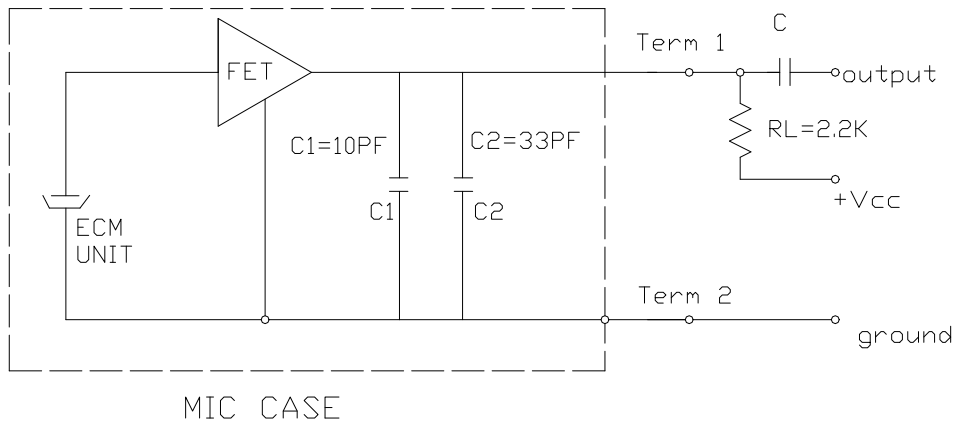 C
Term 1
output
FET
RL=2.2K
C1=10PF
C2=33PF
+Vcc
C1
C2
ECM
UNIT
Term 2
ground
MIC CASE